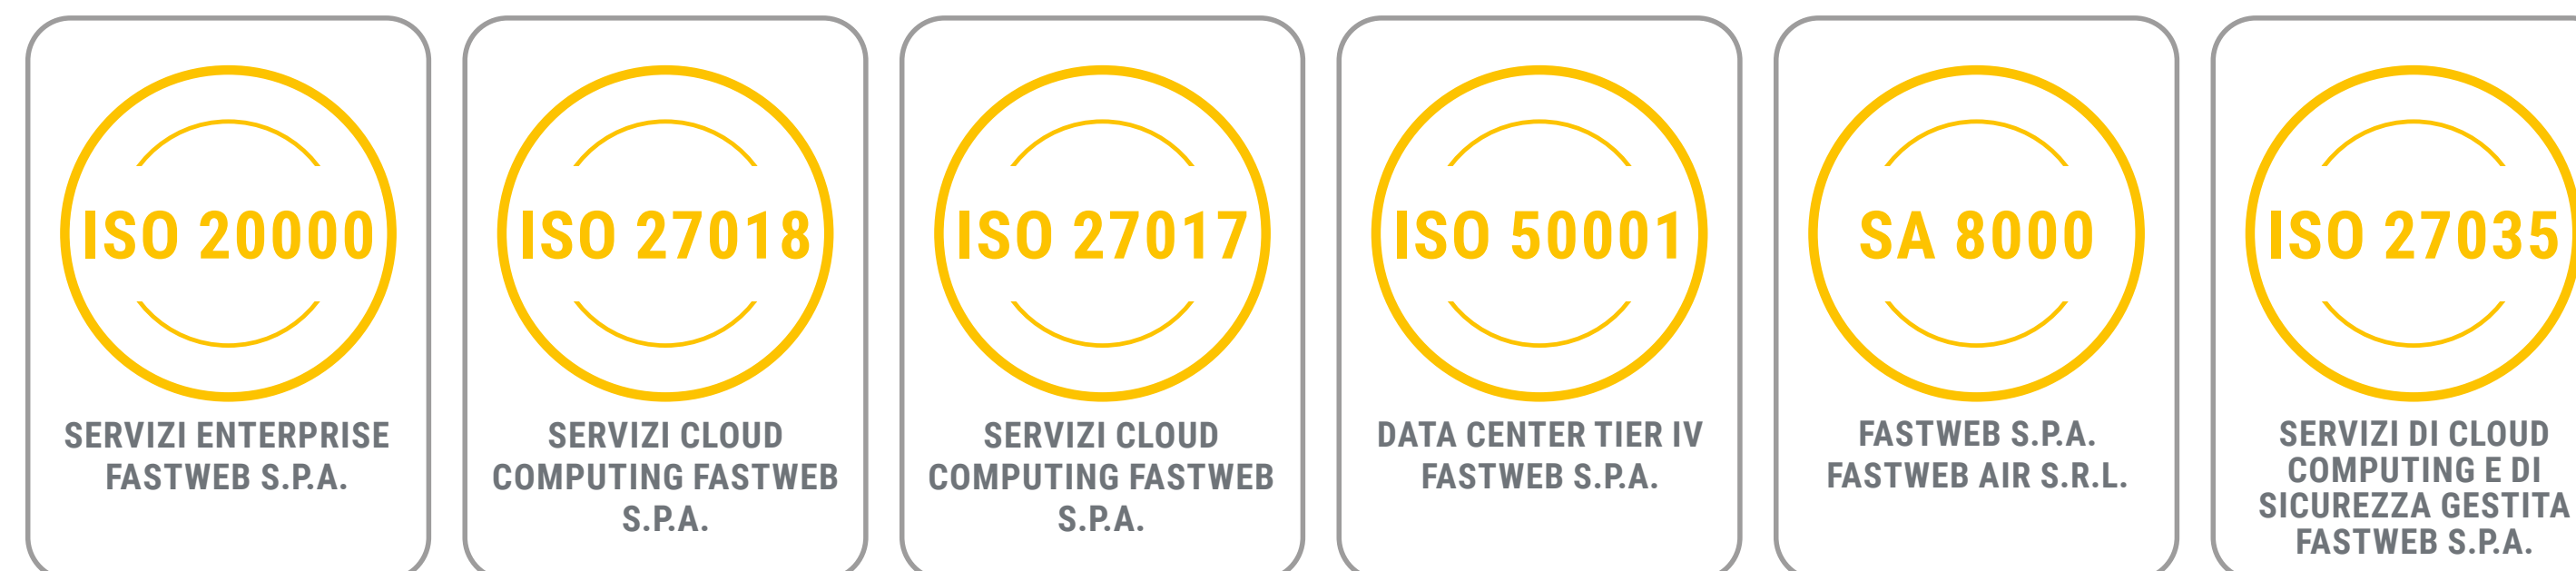 ISO 20000
SERVIZI ENTERPRISE
FASTWEB S.P.A.
ISO 27018
SERVIZI CLOUD
COMPUTING FASTWEB
S.P.A.
ISO 27017
SERVIZI CLOUD
COMPUTING FASTWEB
S.P.A.
ISO 50001
DATA CENTER TIER IV
FASTWEB S.P.A.
SA 8000
FASTWEB S.P.A.
FASTWEB AIR S.R.L.
ISO 27035
SERVIZI DI CLOUD
COMPUTING E DI
SICUREZZA GESTITA
FASTWEB S.P.A.